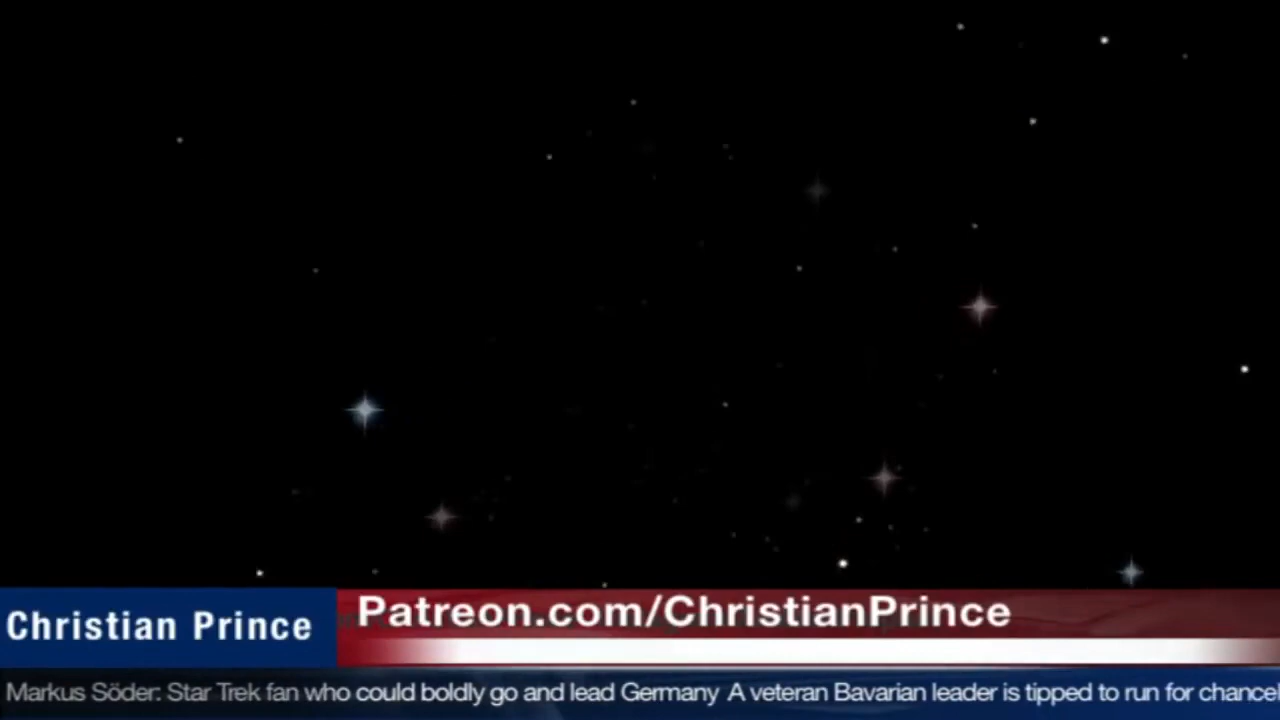 Patreon.com/ChristianPrince
Christian Prince
Markus Söder: Star Trek fan who could boldly go and lead Germany A veteran Bavarian leader is tipped to run for chancel